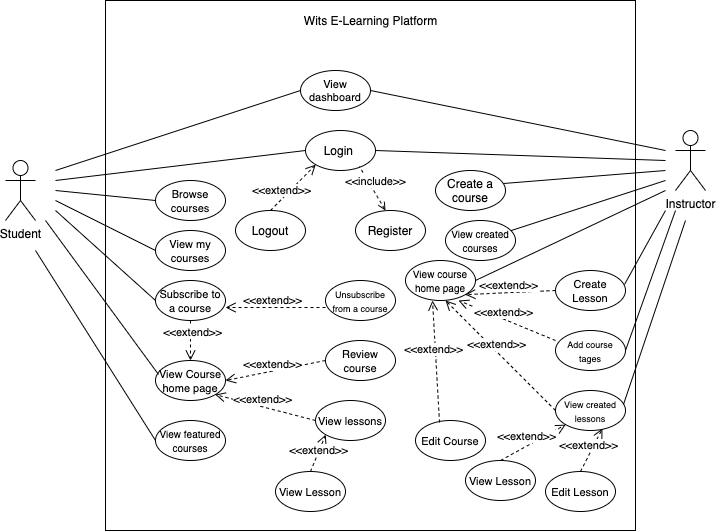 Wits E-Learning Platform
View
dashboard
Login
<<extend>>
<<include>>
Logout
Register
Student
Instructor
Browse
courses
View my
courses
Subscribe to
a course
<<extend>>
Unsubscribe
from a course
<<extend>>
View Course
home page
<<extend>>
Review
course
<<extend>>
View lessons
View featured
courses
<<extend>>
View Lesson
Create a
course
View created
courses
View course
home page
<<extend>>
Create
Lesson
<<extend>>
Add course
tages
<<extend>>
<<extend>>
View created
lessons
Edit Course
<<extend>>
<<extend>>
View Lesson
Edit Lesson